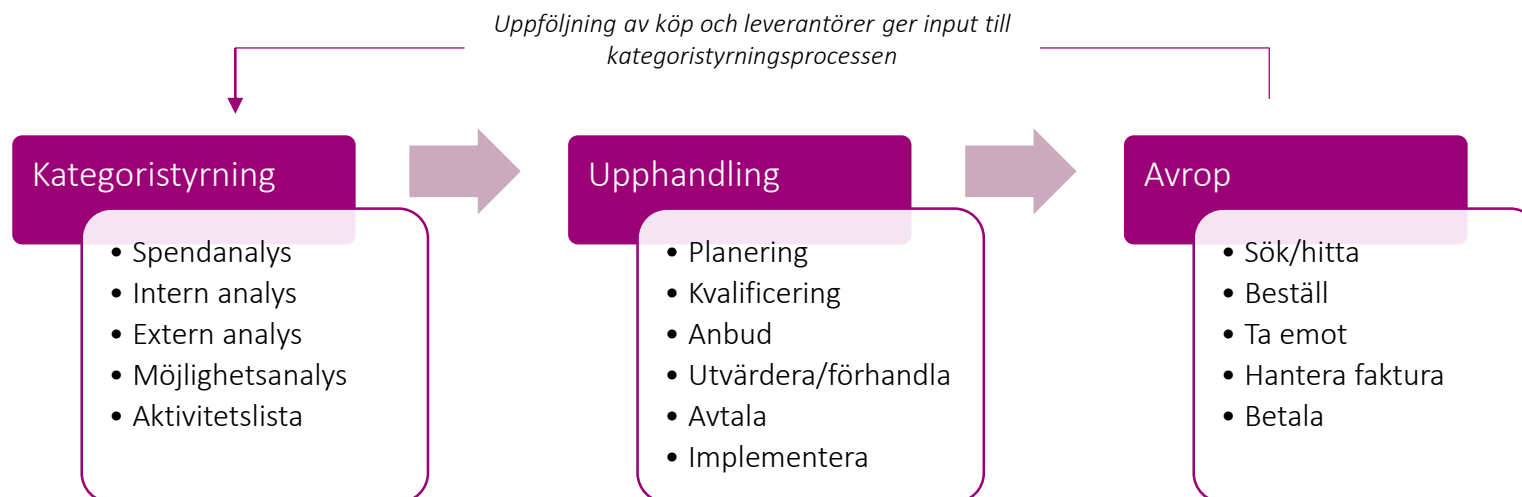 Uppföljning av köp och leverantörer ger input till
kategoristyrningsprocessen
Kategoristyrning
• Spendanalys
• Intern analys
• Extern analys
• Möjlighetsanalys
• Aktivitetslista
Upphandling
• Planering
• Kvalificering
• Anbud
• Utvärdera/förhandla
• Avtala
• Implementera
Avrop
• Sök/hitta
• Beställ
• Ta emot
• Hantera faktura
• Betala